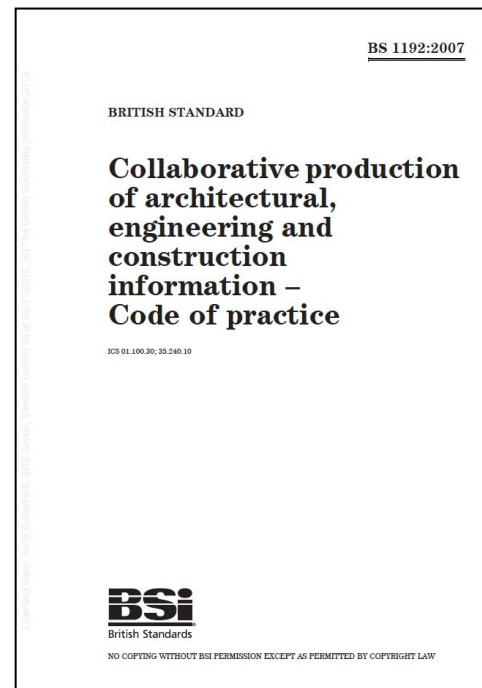 BS 1192:2007
BRITISH STANDARD
Collaborative production
of architectural,
engineering and
construction
information –
Code of practice
ICS 01.100.30; 35.240.10
BSi
British Standards
NO COPYING WITHOUT BSI PERMISSION EXCEPT AS PERMITTED BY COPYRIGHT LAW